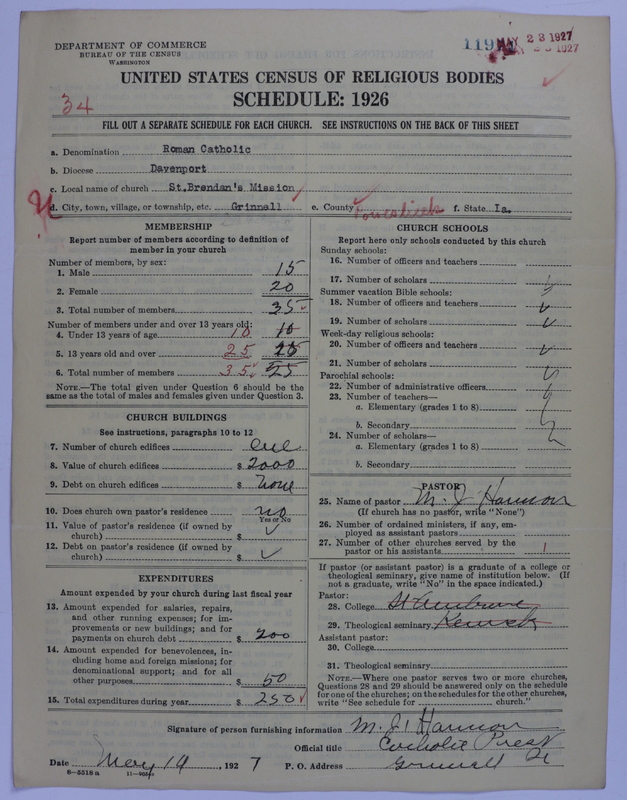 DEPARTMENT OF COMMERCE
BUREAU OF THE CENSUS
WASHINGTON
119 MAY 23 1927
UNITED STATES CENSUS OF RELIGIOUS BODIES
SCHEDULE: 1926
34
FILL OUT A SEPARATE SCHEDULE FOR EACH CHURCH. SEE INSTRUCTIONS ON THE BACK OF THIS SHEET
a. Denomination Roman Catholic
b. Diocese Davenport
c. Local name of church St.Brendan's Mission
d. City, town, village, or township, etc. Grinnell e. County Poweshiek f. State Ia.
MEMBERSHIP
Report number of members according to definition of member in your church
Number of members, by sex:
1. Male 15
2. Female 20
3. Total number of members 35
Number of members under and over 13 years old:
4. Under 13 years of age 10 10
5. 13 years old and over 25 25
6. Total number of members 35 25
NOTE.—The total given under Question 6 should be the same as the total of males and females given under Question 3.
CHURCH BUILDINGS
See instructions, paragraphs 10 to 12
7. Number of church edifices one
8. Value of church edifices $ 2000
9. Debt on church edifices $ none
10. Does church own pastor's residence no
Yes or No
11. Value of pastor's residence (if owned by church) $
12. Debt on pastor's residence (if owned by church) $
EXPENDITURES
Amount expended by your church during last fiscal year
13. Amount expended for salaries, repairs, and other running expenses; for improvements or new buildings; and for payments on church debt $ 200
14. Amount expended for benevolences, including home and foreign missions; for denominational support; and for all other purposes $ 50
15. Total expenditures during year $ 250
CHURCH SCHOOLS
Report here only schools conducted by this church
Sunday schools:
16. Number of officers and teachers
17. Number of scholars
Summer vacation Bible schools:
18. Number of officers and teachers
19. Number of scholars
Week-day religious schools:
20. Number of officers and teachers
21. Number of scholars
Parochial schools:
22. Number of administrative officers
23. Number of teachers—
a. Elementary (grades 1 to 8)
b. Secondary
24. Number of scholars—
a. Elementary (grades 1 to 8)
b. Secondary
PASTOR
25. Name of pastor M. J. Hannon
(If church has no pastor, write "None")
26. Number of ordained ministers, if any, employed as assistant pastors
27. Number of other churches served by the pastor or his assistants 1
If pastor (or assistant pastor) is a graduate of a college or theological seminary, give name of institution below. (If not a graduate, write "No" in the space indicated.)
Pastor:
28. College St Ambrose
29. Theological seminary Kenrick
Assistant pastor:
30. College
31. Theological seminary
NOTE.—Where one pastor serves two or more churches, Questions 28 and 29 should be answered only on the schedule for one of the churches; on the schedules for the other churches, write "See schedule for church."
Signature of person furnishing information M. J. Hannon
Official title Catholic Priest
Date May 19, 1927 P. O. Address Grinnell
8-5518 a